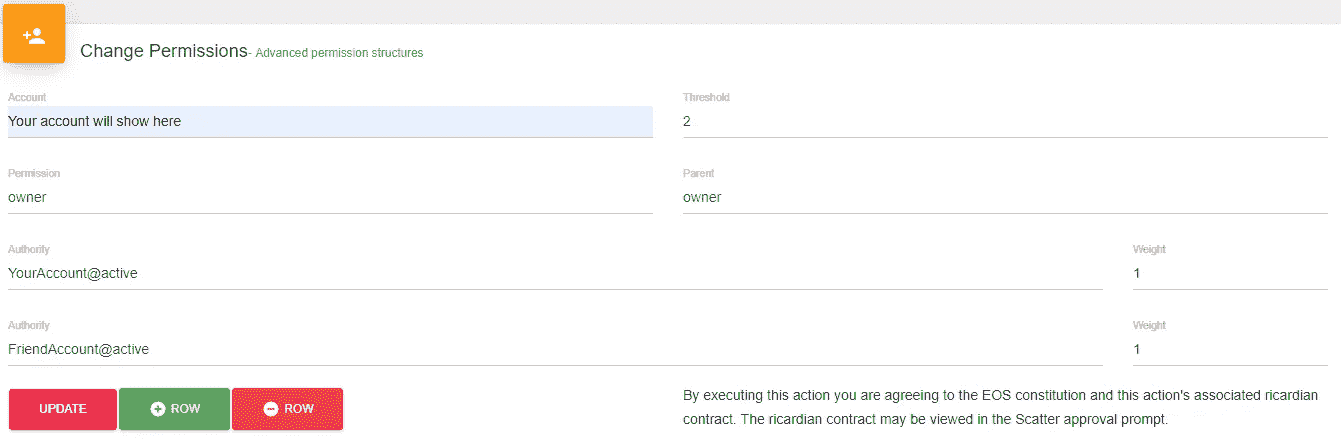 Change Permissions- Advanced permission structures
Account
Threshold
Your account will show here
2
Permission
Parent
owner
owner
Authority
Weight
YourAccount@active
1
Authority
Weight
FriendAccount@active
1
UPDATE
ROW
ROW
By executing this action you are agreeing to the EOS constitution and this action's associated ricardian
contract. The ricardian contract may be viewed in the Scatter approval prompt.